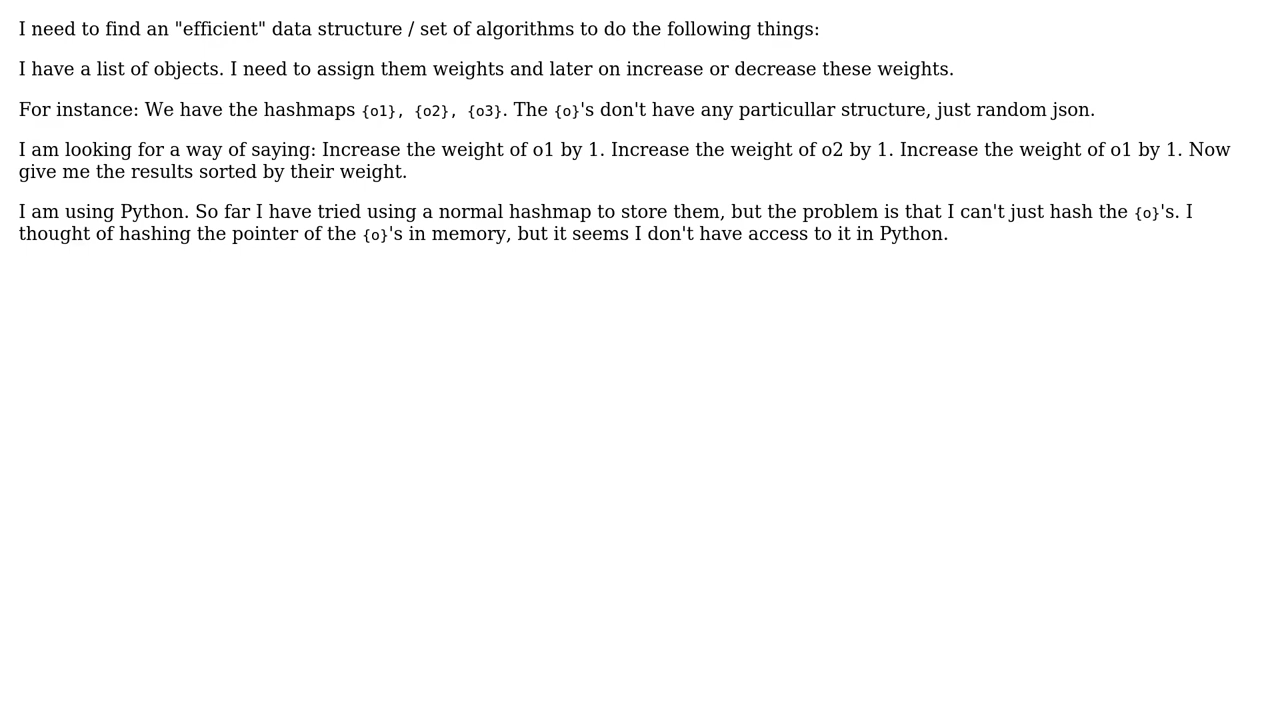 I need to find an "efficient" data structure / set of algorithms to do the following things:
I have a list of objects. I need to assign them weights and later on increase or decrease these weights.
For instance: We have the hashmaps {o1}, {o2}, {o3}. The {o}'s don't have any particullar structure, just random json.
I am looking for a way of saying: Increase the weight of o1 by 1. Increase the weight of o2 by 1. Increase the weight of o1 by 1. Now
give me the results sorted by their weight.
I am using Python. So far I have tried using a normal hashmap to store them, but the problem is that I can't just hash the {o}'s. I
thought of hashing the pointer of the {o}'s in memory, but it seems I don't have access to it in Python.